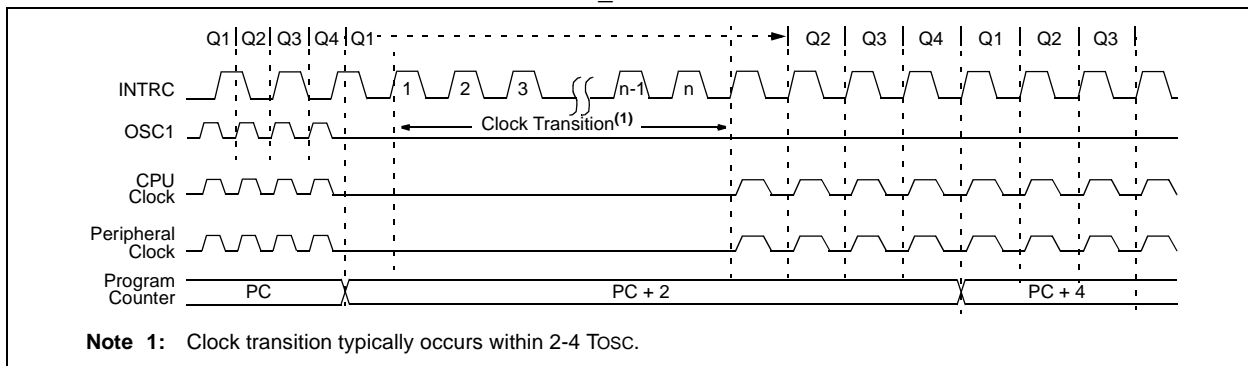 Q1 Q2 Q3 Q4 Q1 Q2 Q3 Q4 Q1 Q2 Q3
INTRC 1 2 3 n-1 n
OSC1 Clock Transition(1)
CPU
Clock
Peripheral
Clock
Program
Counter PC PC + 2 PC + 4
Note 1: Clock transition typically occurs within 2-4 TOSC.